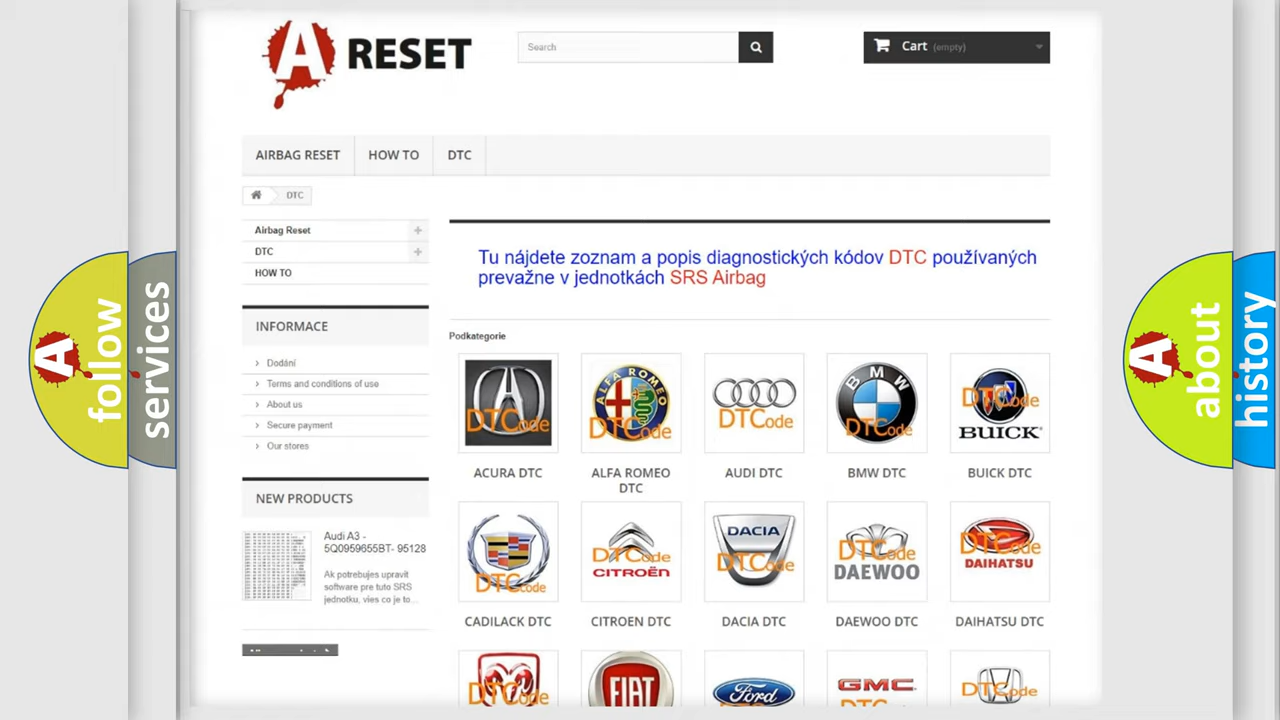 A RESET
Search
Cart (empty)
AIRBAG RESET
HOW TO
DTC
DTC
Airbag Reset
DTC
HOW TO
Tu nájdete zoznam a popis diagnostických kódov DTC používaných
prevažne v jednotkách SRS Airbag
INFORMACE
Dodání
Terms and conditions of use
About us
Secure payment
Our stores
Podkategorie
DTCode
ALFA ROMEO
DTCode
DTCode
BMW
DTCode
DTCode
BUICK
ACURA DTC
ALFA ROMEO
DTC
AUDI DTC
BMW DTC
BUICK DTC
NEW PRODUCTS
Audi A3 -
5Q0959655BT- 95128
Ak potrebujes upravit
software pre tuto SRS
jednotku, vies co je to...
DTCode
DTCode
CITROËN
DACIA
DTCode
DTCode
DAEWOO
DTCode
DAIHATSU
CADILACK DTC
CITROEN DTC
DACIA DTC
DAEWOO DTC
DAIHATSU DTC
DTCode
FIAT
Ford
GMC
DTCode
A follow
services
A about
history